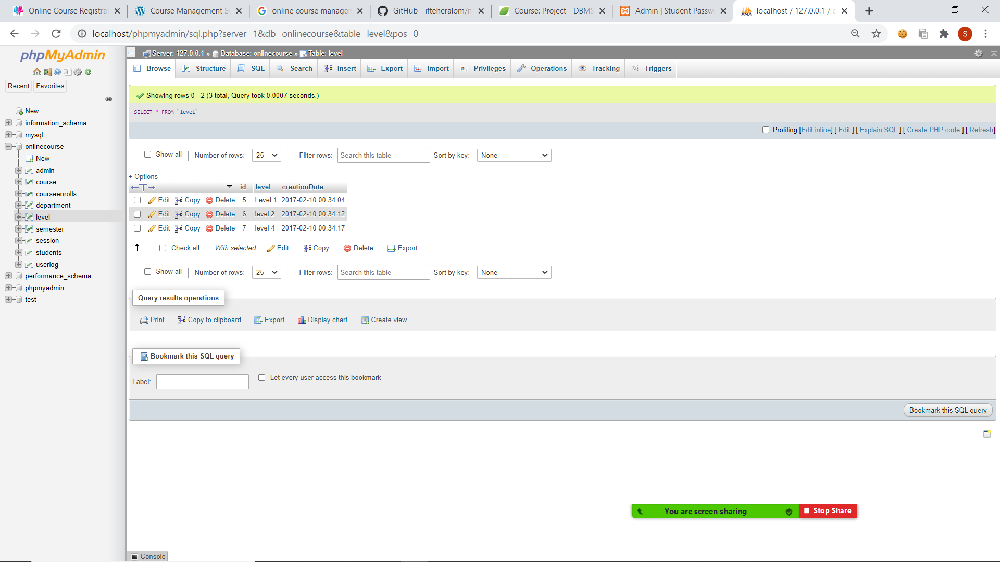 Online Course Registra
Course Management Sy
online course manage
GitHub - ifteheralom/m
Course: Project - DBMS
Admin | Student Passw
localhost / 127.0.0.1 / c
localhost/phpmyadmin/sql.php?server=1&db=onlinecourse&table=level&pos=0
S
phpMyAdmin
Recent Favorites
New
information_schema
mysql
onlinecourse
New
admin
course
courseenrolls
department
level
semester
session
students
userlog
performance_schema
phpmyadmin
test
Server: 127.0.0.1 » Database: onlinecourse » Table: level
Browse Structure SQL Search Insert Export Import Privileges Operations Tracking Triggers
Showing rows 0 - 2 (3 total, Query took 0.0007 seconds.)
SELECT * FROM `level`
Profiling [Edit inline] [ Edit ] [ Explain SQL ] [ Create PHP code ] [ Refresh]
Show all | Number of rows: 25 Filter rows: Search this table Sort by key: None
+ Options
←T→ id level creationDate
Edit Copy Delete 5 Level 1 2017-02-10 00:34:04
Edit Copy Delete 6 level 2 2017-02-10 00:34:12
Edit Copy Delete 7 level 4 2017-02-10 00:34:17
Check all With selected: Edit Copy Delete Export
Show all | Number of rows: 25 Filter rows: Search this table Sort by key: None
Query results operations
Print Copy to clipboard Export Display chart Create view
Bookmark this SQL query
Label: Let every user access this bookmark
Bookmark this SQL query
You are screen sharing Stop Share
Console